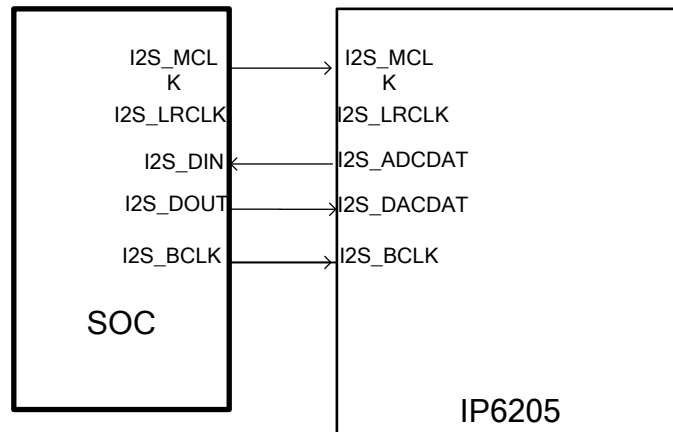 I2S_MCL
K
I2S_MCL
K
I2S_LRCLK
I2S_LRCLK
I2S_DIN
I2S_ADCDAT
I2S_DOUT
I2S_DACDAT
I2S_BCLK
I2S_BCLK
SOC
IP6205